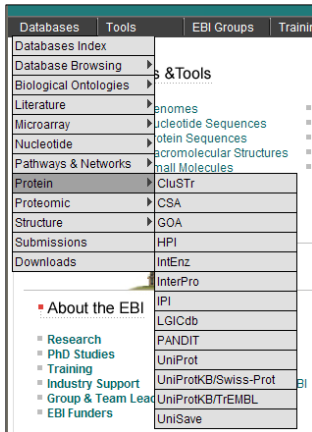 Databases Tools EBI Groups Trainin
Databases Index
Database Browsing
Biological Ontologies
Literature
Microarray
Nucleotide
Pathways & Networks
Protein
Proteomic
Structure
Submissions
Downloads
s &Tools
enomes
ucleotide Sequences
otein Sequences
acromolecular Structures
mall Molecules
CluSTr
CSA
GOA
HPI
IntEnz
InterPro
IPI
LGICdb
PANDIT
UniProt
UniProtKB/Swiss-Prot
UniProtKB/TrEMBL
UniSave
About the EBI
Research
PhD Studies
Training
Industry Support
Group & Team Lead
EBI Funders
BI